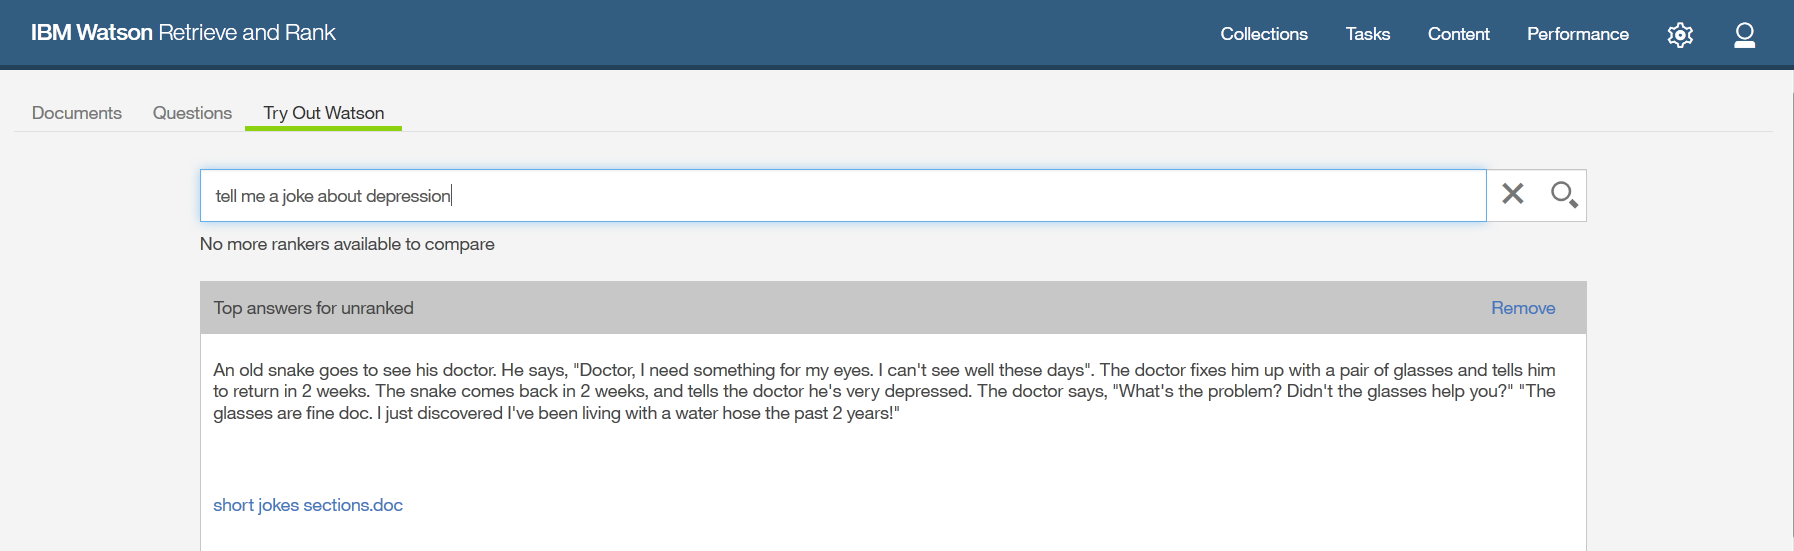 IBM Watson Retrieve and Rank Collections Tasks Content Performance
Documents Questions Try Out Watson
tell me a joke about depression
No more rankers available to compare
Top answers for unranked Remove
An old snake goes to see his doctor. He says, "Doctor, I need something for my eyes. I can't see well these days". The doctor fixes him up with a pair of glasses and tells him
to return in 2 weeks. The snake comes back in 2 weeks, and tells the doctor he's very depressed. The doctor says, "What's the problem? Didn't the glasses help you?" "The
glasses are fine doc. I just discovered I've been living with a water hose the past 2 years!"
short jokes sections.doc